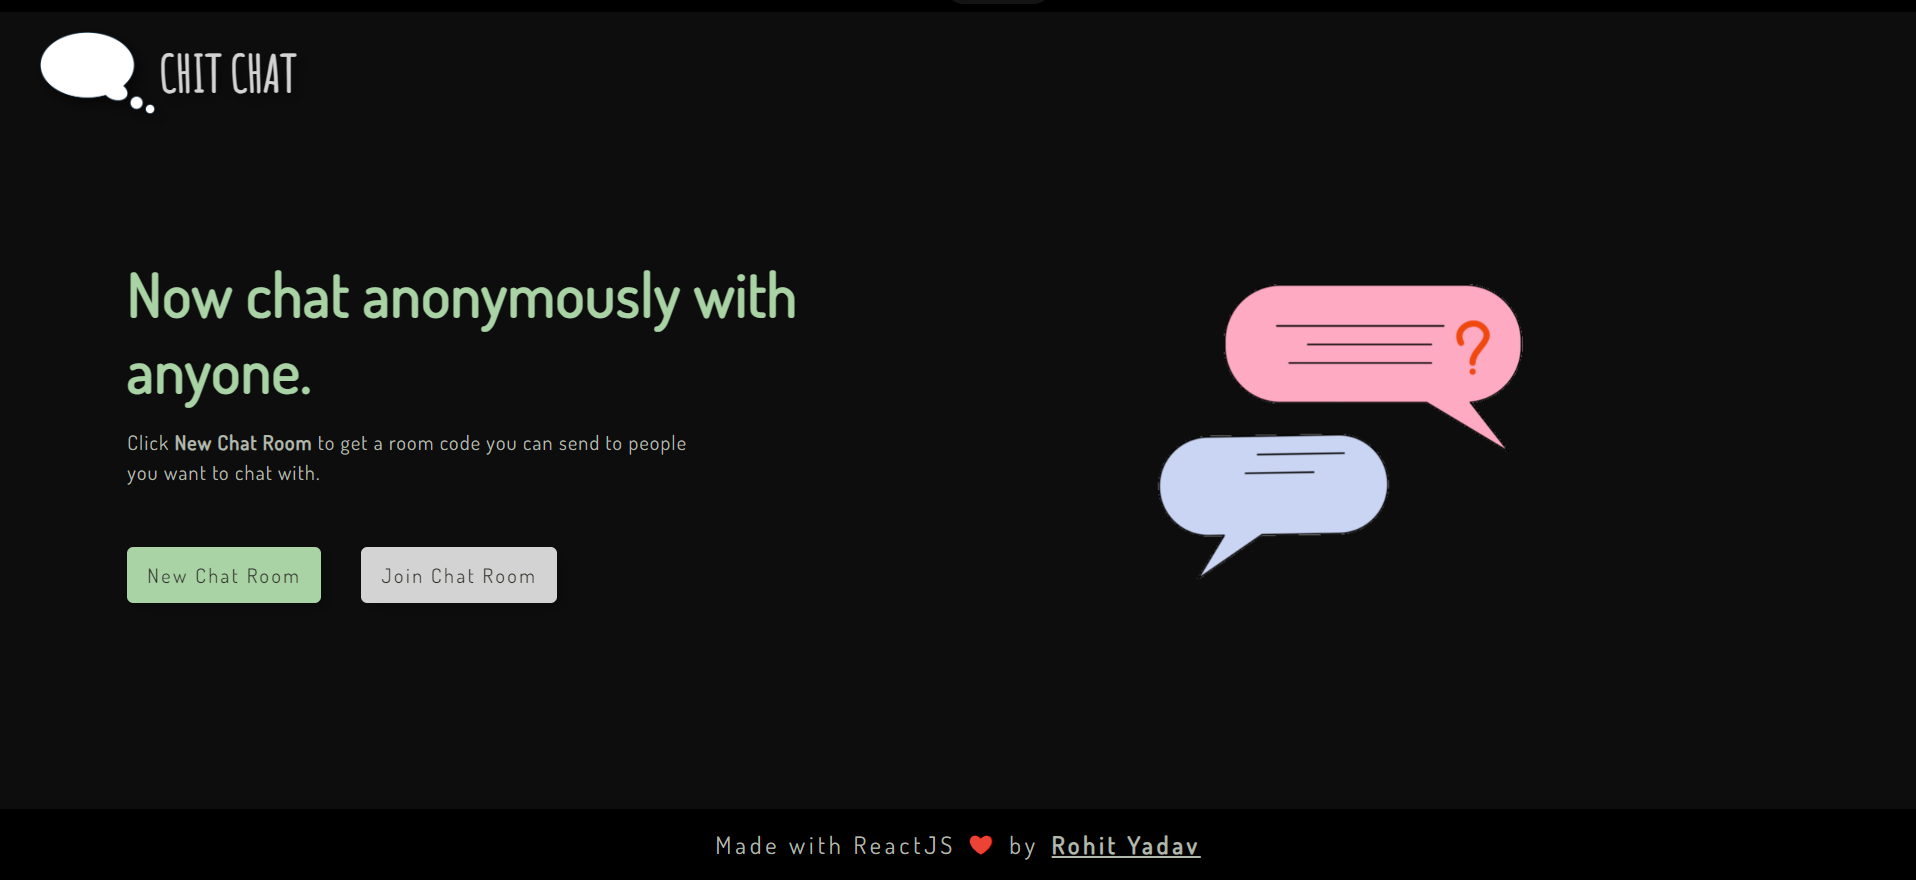 CHIT CHAT
Now chat anonymously with
anyone.
Click New Chat Room to get a room code you can send to people
you want to chat with.
New Chat Room
Join Chat Room
?
Made with ReactJS ❤️ by Rohit Yadav